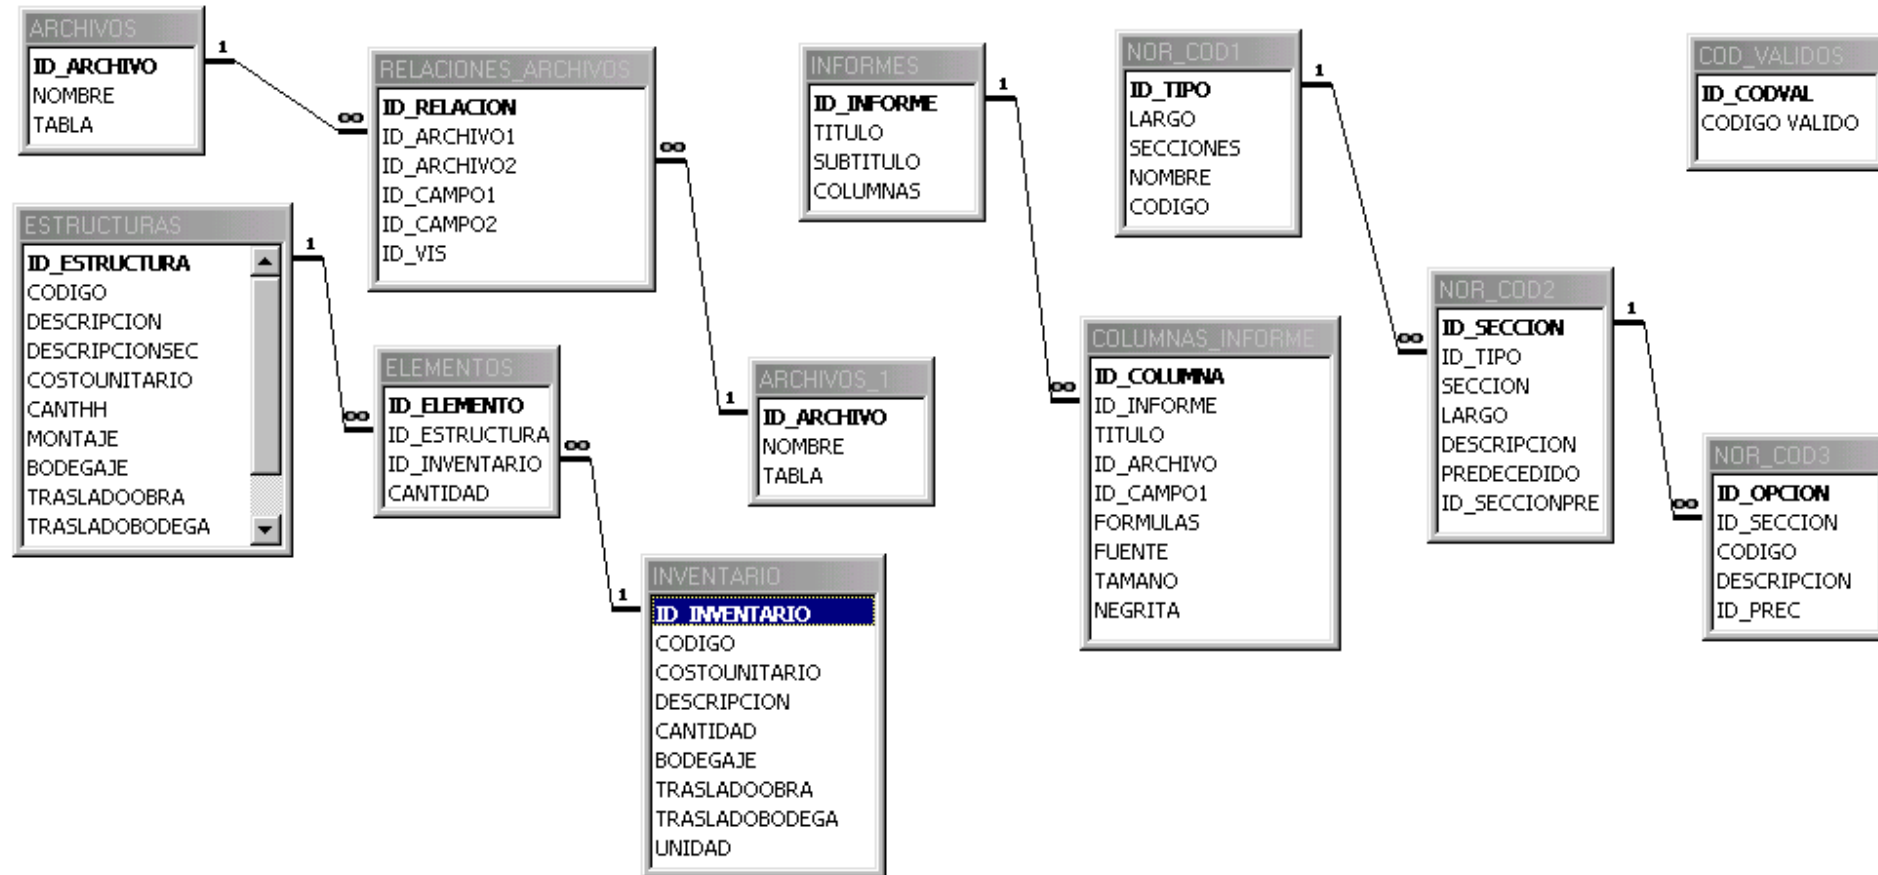 ARCHIVOS
ID_ARCHIVO
NOMBRE
TABLA
1
∞
RELACIONES_ARCHIVOS
ID_RELACION
ID_ARCHIVO1
ID_ARCHIVO2
ID_CAMPO1
ID_CAMPO2
ID_VIS
∞
1
ARCHIVOS_1
ID_ARCHIVO
NOMBRE
TABLA
ESTRUCTURAS
ID_ESTRUCTURA
CODIGO
DESCRIPCION
DESCRIPCIONSEC
COSTOUNITARIO
CANTHH
MONTAJE
BODEGAJE
TRASLADOOBRA
TRASLADOBODEGA
1
∞
ELEMENTOS
ID_ELEMENTO
ID_ESTRUCTURA
ID_INVENTARIO
CANTIDAD
∞
1
INVENTARIO
ID_INVENTARIO
CODIGO
COSTOUNITARIO
DESCRIPCION
CANTIDAD
BODEGAJE
TRASLADOOBRA
TRASLADOBODEGA
UNIDAD
INFORMES
ID_INFORME
TITULO
SUBTITULO
COLUMNAS
1
∞
COLUMNAS_INFORME
ID_COLUMNA
ID_INFORME
TITULO
ID_ARCHIVO
ID_CAMPO1
FORMULAS
FUENTE
TAMANO
NEGRITA
NOR_COD1
ID_TIPO
LARGO
SECCIONES
NOMBRE
CODIGO
1
∞
NOR_COD2
ID_SECCION
ID_TIPO
SECCION
LARGO
DESCRIPCION
PREDECEDIDO
ID_SECCIONPRE
1
∞
NOR_COD3
ID_OPCION
ID_SECCION
CODIGO
DESCRIPCION
ID_PREC
COD_VALIDOS
ID_CODVAL
CODIGO VALIDO